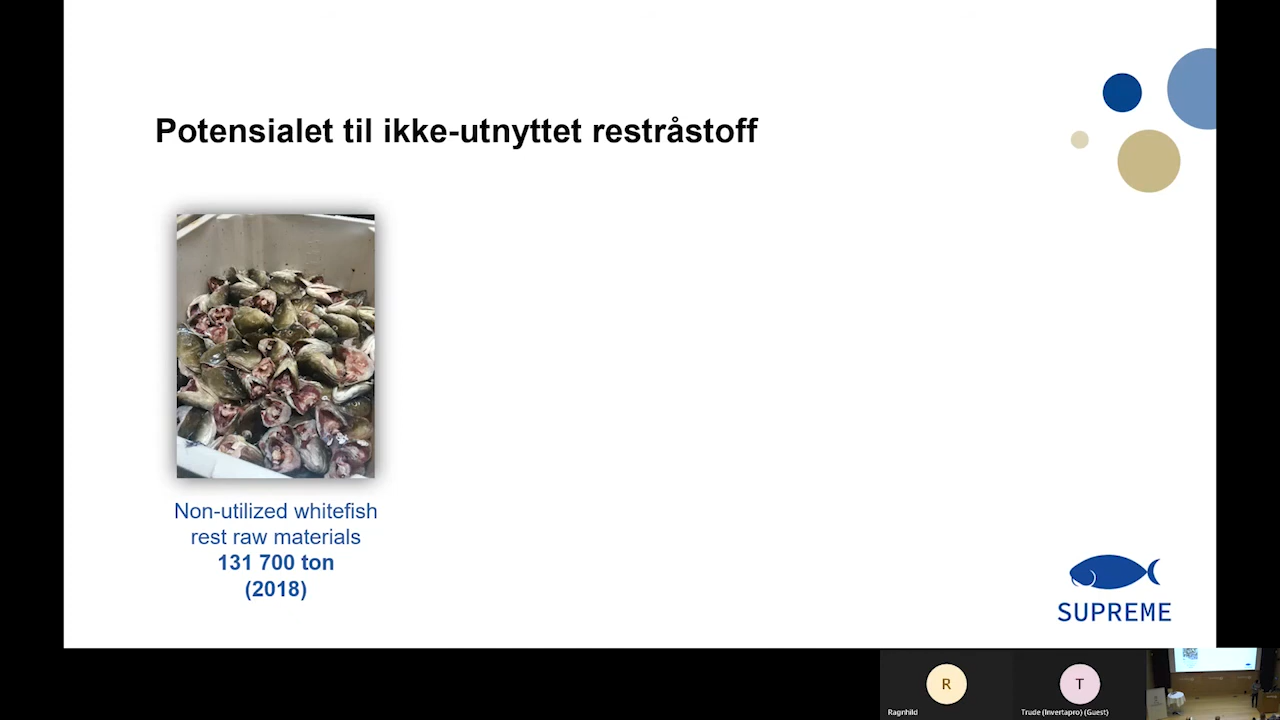 Potensialet til ikke-utnyttet restråstoff
Non-utilized whitefish
rest raw materials
131 700 ton
(2018)
SUPREME
R
T
Ragnhild
Trude (Invertapro) (Guest)